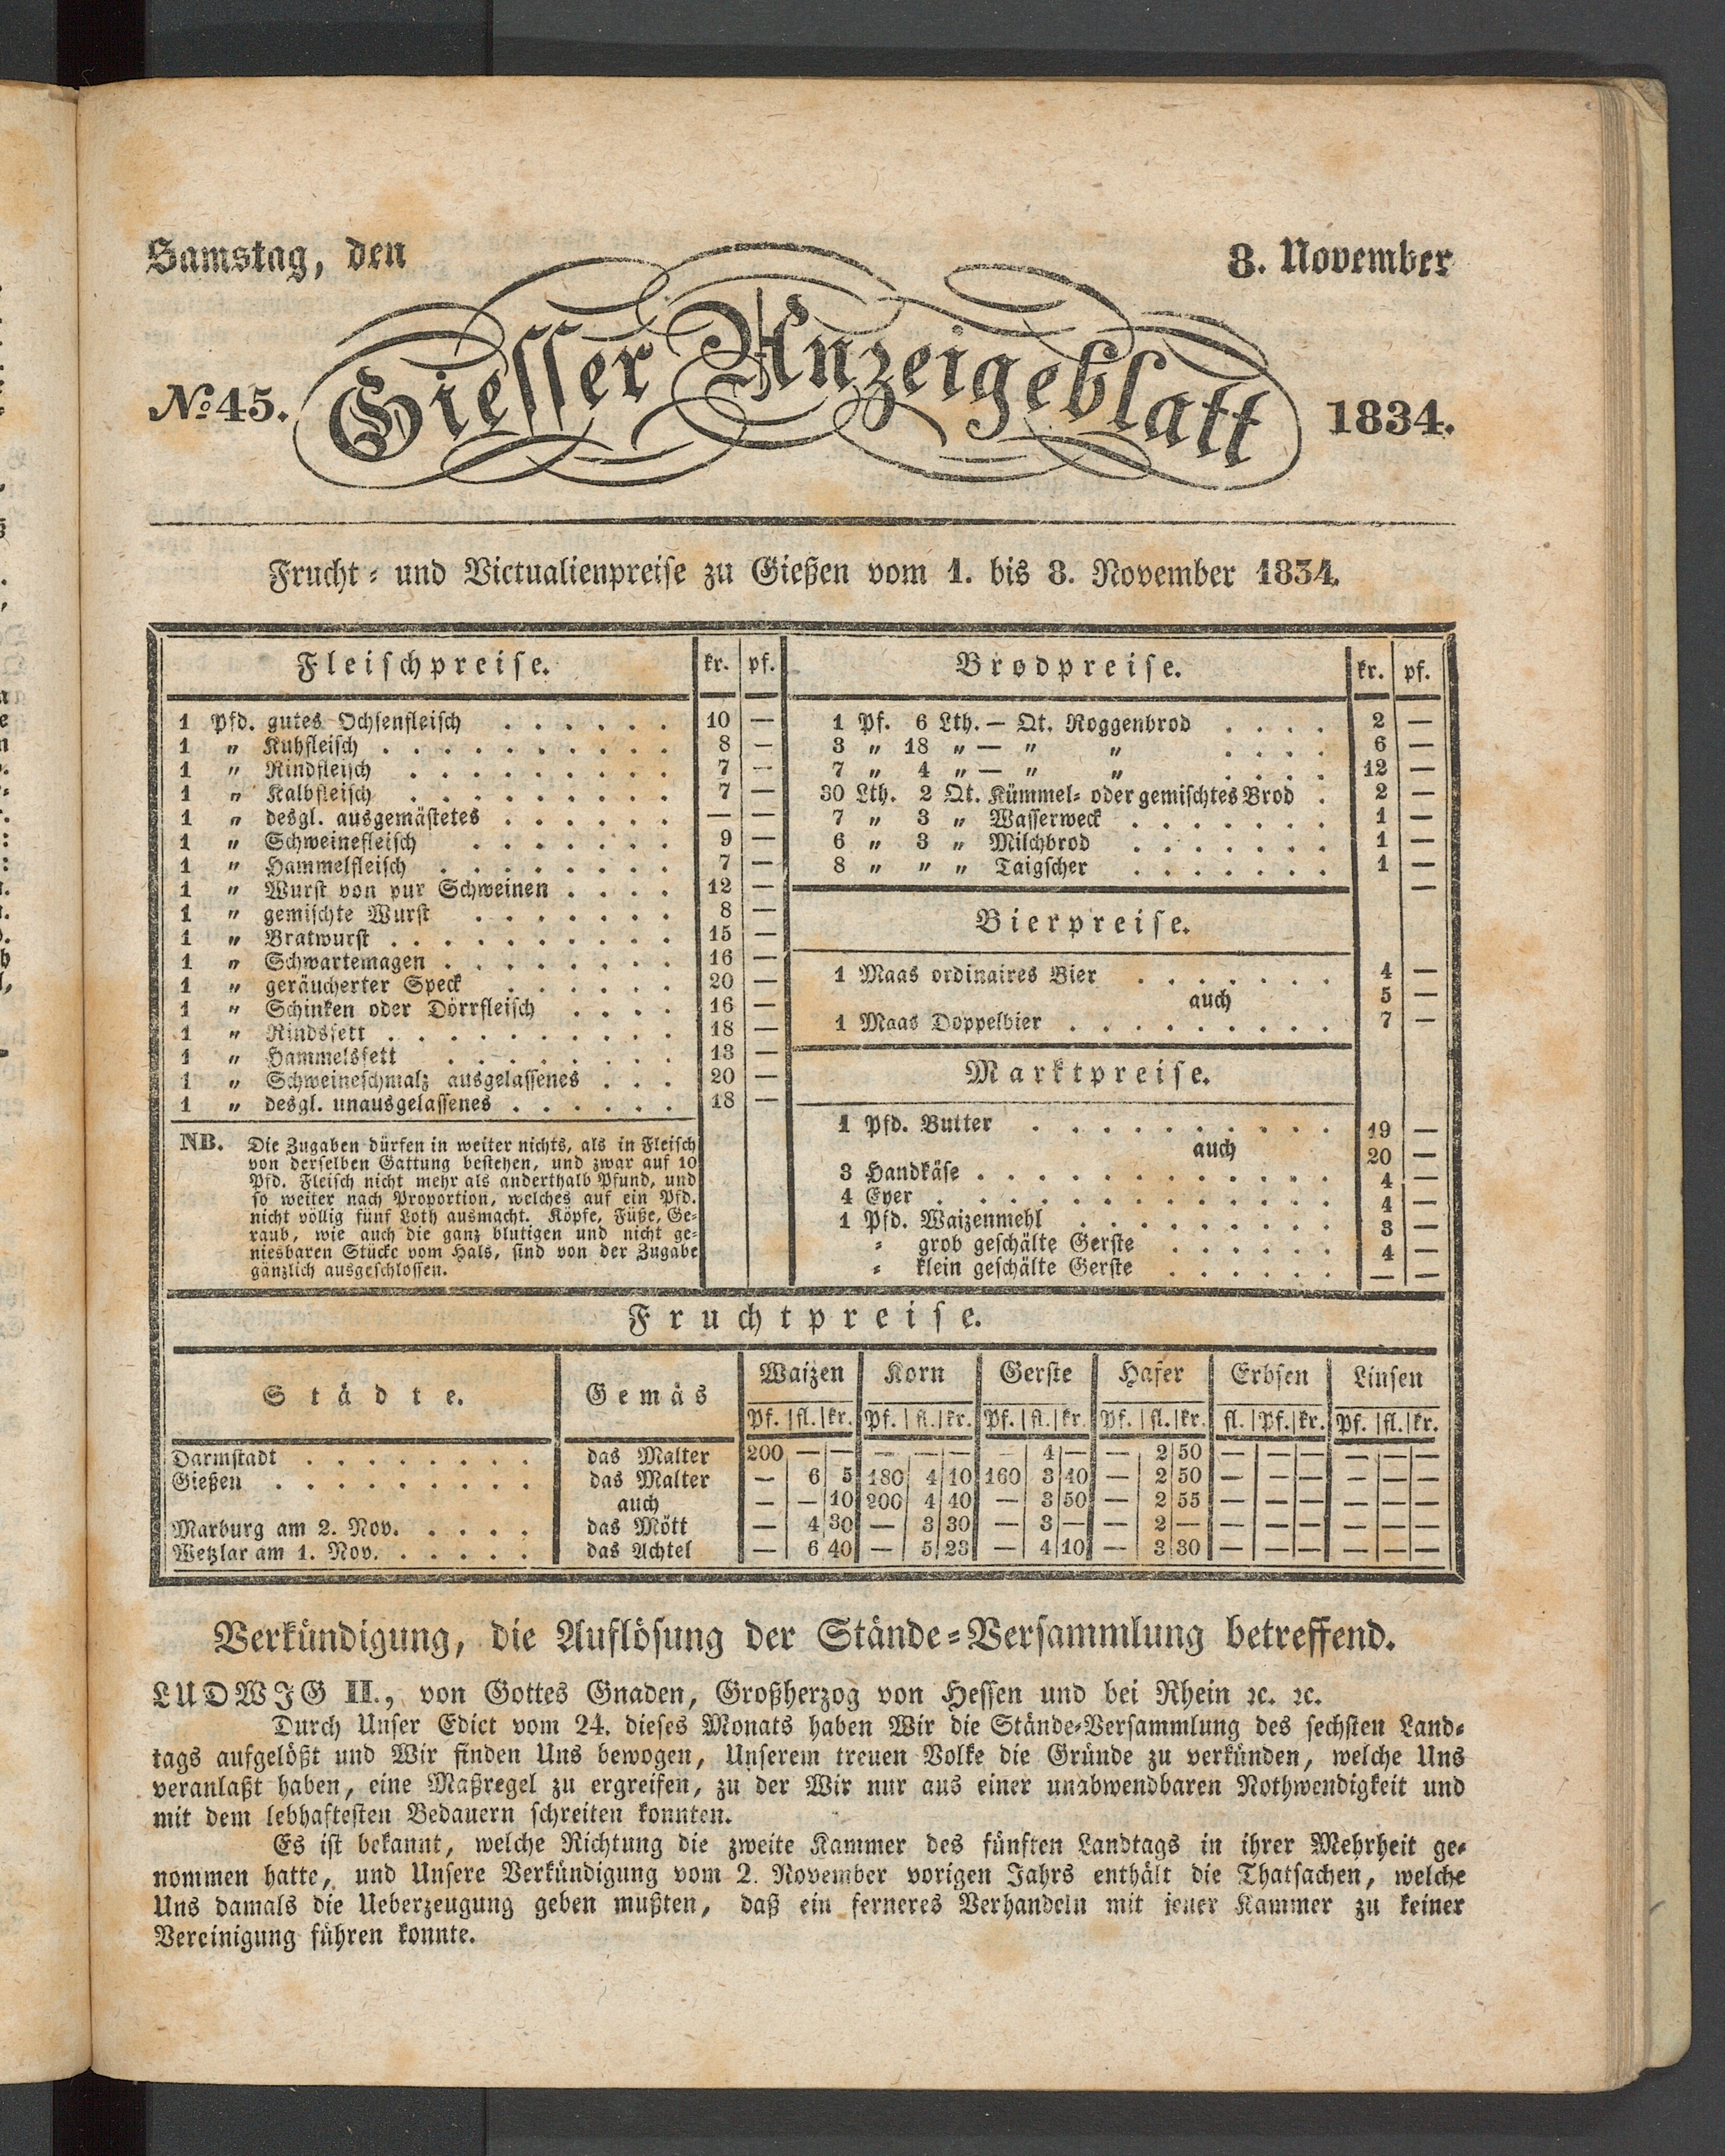 Samstag, den
8. November
No 45.
Giesser Anzeigeblatt
1834.
Frucht- und Victualienpreise zu Gießen vom 1. bis 8. November 1834.
Fleischpreise. kr. pf.
1 Pfd. gutes Ochsenfleisch . . . . . . 10 —
1 „ Kuhfleisch . . . . . . . . . . 8 —
1 „ Rindfleisch . . . . . . . . . 7 —
1 „ Kalbfleisch . . . . . . . . . 7 —
1 „ desgl. ausgemästetes . . . . . . — —
1 „ Schweinefleisch . . . . . . . 9 —
1 „ Hammelfleisch . . . . . . . . 7 —
1 „ Wurst von pur Schweinen . . . . 12 —
1 „ gemischte Wurst . . . . . . . 8 —
1 „ Bratwurst . . . . . . . . . . 15 —
1 „ Schwartemagen . . . . . . . . 16 —
1 „ geräucherter Speck . . . . . . 20 —
1 „ Schinken oder Dörrfleisch . . . . 16 —
1 „ Rindsfett . . . . . . . . . . 18 —
1 „ Hammelsfett . . . . . . . . 13 —
1 „ Schweineschmalz ausgelassenes . . . 20 —
1 „ desgl. unausgelassenes . . . . . . 18 —
NB. Die Zugaben dürfen in weiter nichts, als in Fleisch
von derselben Gattung bestehen, und zwar auf 10
Pfd. Fleisch nicht mehr als anderthalb Pfund, und
so weiter nach Proportion, welches auf ein Pfd.
nicht völlig fünf Loth ausmacht. Köpfe, Füße, Ge-
raub, wie auch die ganz blutigen und nicht ge-
niesbaren Stücke vom Hals, sind von der Zugabe
gänzlich ausgeschlossen.
Brodpreise. kr. pf.
1 Pf. 6 Lth. — Qt. Roggenbrod . . . . 2 —
3 „ 18 „ — „ „ . . . . 6 —
7 „ 4 „ — „ „ . . . . 12 —
30 Lth. 2 Qt. Kümmel- oder gemischtes Brod . 2 —
7 „ 3 „ Wasserweck . . . . . . . 1 —
6 „ 3 „ Milchbrod . . . . . . . 1 —
8 „ „ „ Taigscher . . . . . . . 1 —
Bierpreise.
1 Maas ordinaires Bier . . . . . . . 4 —
auch 5 —
1 Maas Doppelbier . . . . . . . . . 7 —
Marktpreise.
1 Pfd. Butter . . . . . . . . . . 19 —
auch 20 —
3 Handkäse . . . . . . . . . . . . 4 —
4 Eyer . . . . . . . . . . . . . 4 —
1 Pfd. Waizenmehl . . . . . . . . . 3 —
- grob geschälte Gerste . . . . . . 4 —
- klein geschälte Gerste . . . . . . — —
Fruchtpreise.
Städte. Gemäs Waizen Korn Gerste Hafer Erbsen Linsen
Pf. fl. kr. Pf. fl. kr. Pf. fl. kr. Pf. fl. kr. fl. Pf. kr. Pf. fl. kr.
Darmstadt . . . . . . . . das Malter 200 — — — — — — 4 — — 2 50 — — — — — —
Gießen . . . . . . . . . das Malter — 6 5 180 4 10 160 3 40 — 2 50 — — — — — —
auch — — 10 200 4 40 — 3 50 — 2 55 — — — — — —
Marburg am 2. Nov. . . . . das Mött — 4 30 — 3 30 — 3 — — 2 — — — — — — —
Wetzlar am 1. Nov. . . . . . das Achtel — 6 40 — 5 23 — 4 10 — 3 30 — — — — — —
Verkündigung, die Auflösung der Stände-Versammlung betreffend.
LUDWIG II., von Gottes Gnaden, Großherzog von Hessen und bei Rhein ꝛc. ꝛc.
Durch Unser Edict vom 24. dieses Monats haben Wir die Stände-Versammlung des sechsten Land-
tags aufgelößt und Wir finden Uns bewogen, Unserem treuen Volke die Gründe zu verkünden, welche Uns
veranlaßt haben, eine Maßregel zu ergreifen, zu der Wir nur aus einer unabwendbaren Nothwendigkeit und
mit dem lebhaftesten Bedauern schreiten konnten.
Es ist bekannt, welche Richtung die zweite Kammer des fünften Landtags in ihrer Mehrheit ge-
nommen hatte, und Unsere Verkündigung vom 2. November vorigen Jahrs enthält die Thatsachen, welche
Uns damals die Ueberzeugung geben mußten, daß ein ferneres Verhandeln mit jener Kammer zu keiner
Vereinigung führen konnte.